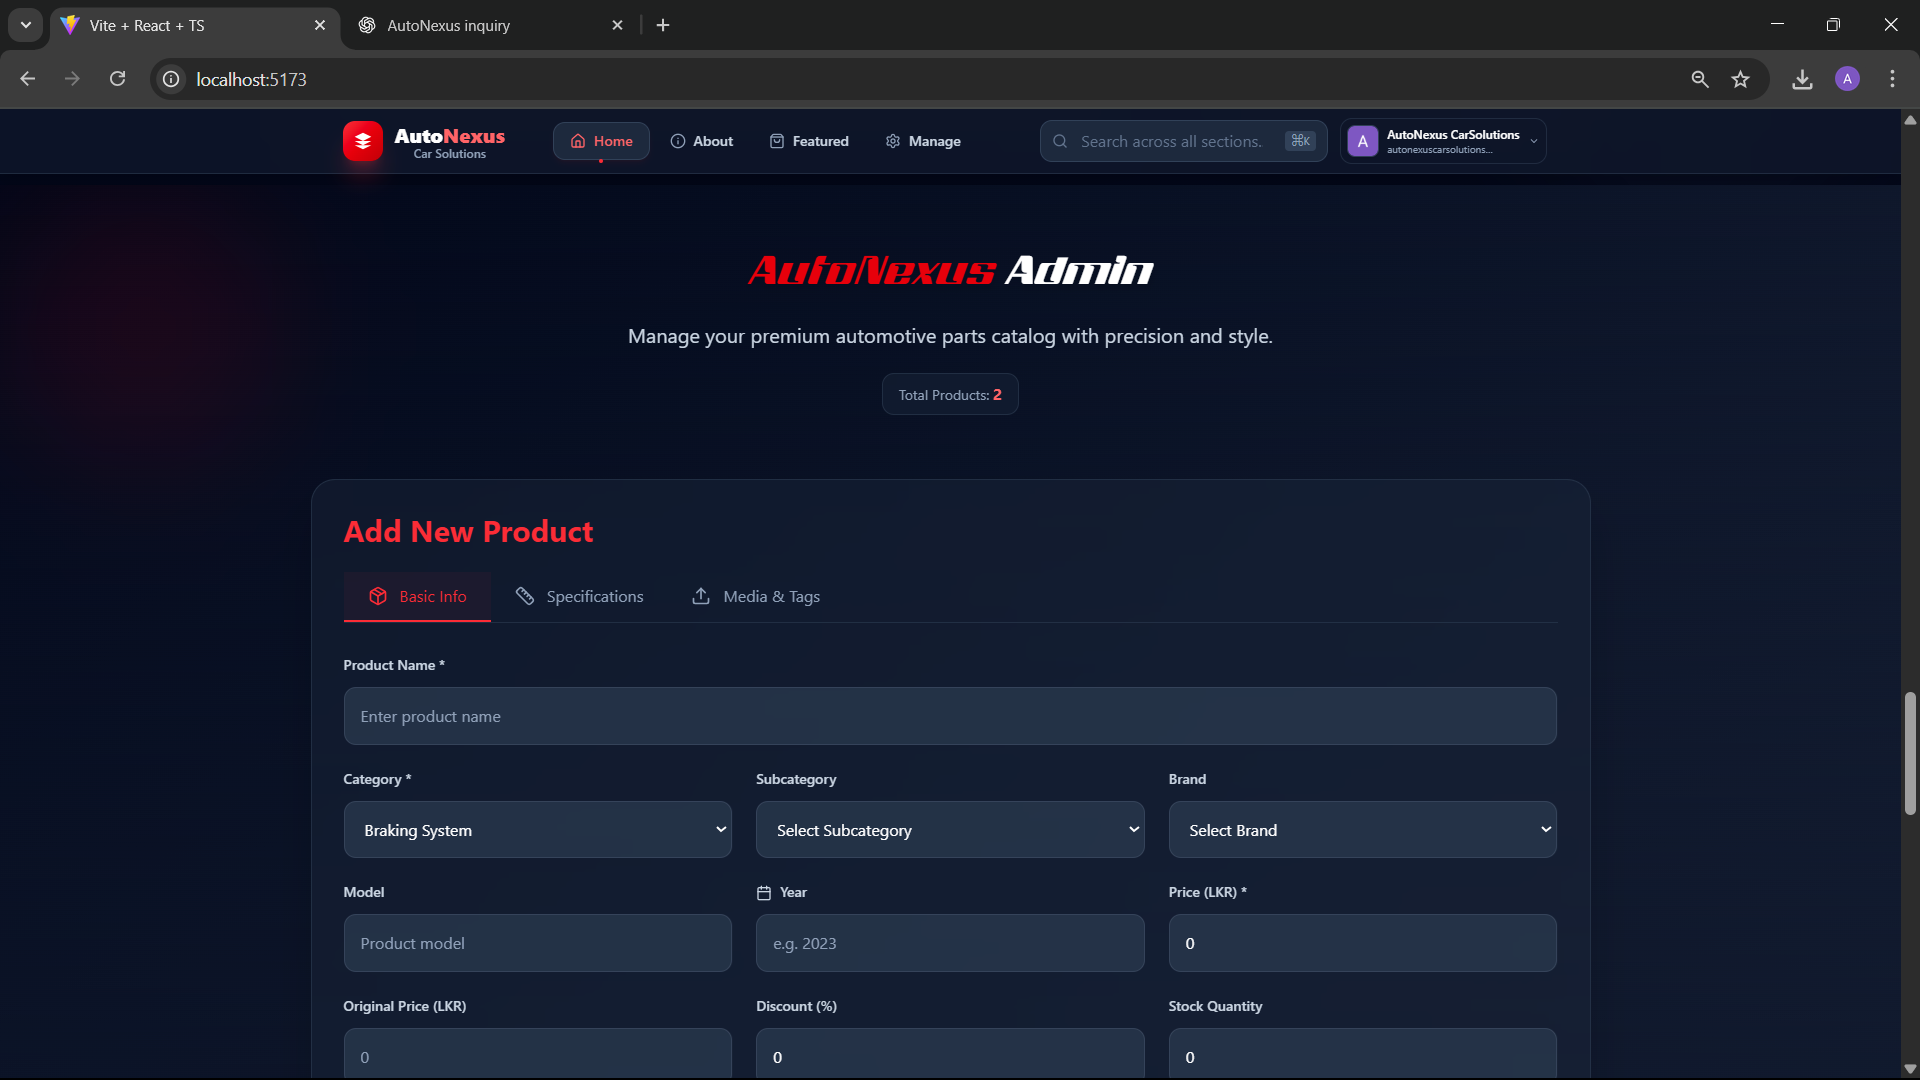 Vite + React + TS
AutoNexus inquiry
localhost:5173
A
AutoNexus
Car Solutions
Home
About
Featured
Manage
Search across all sections.
⌘K
A
AutoNexus CarSolutions
autonexuscarsolutions...
AutoNexus Admin
Manage your premium automotive parts catalog with precision and style.
Total Products: 2
Add New Product
Basic Info
Specifications
Media & Tags
Product Name *
Enter product name
Category *
Subcategory
Brand
Braking System
Select Subcategory
Select Brand
Model
Year
Price (LKR) *
Product model
e.g. 2023
0
Original Price (LKR)
Discount (%)
Stock Quantity
0
0
0